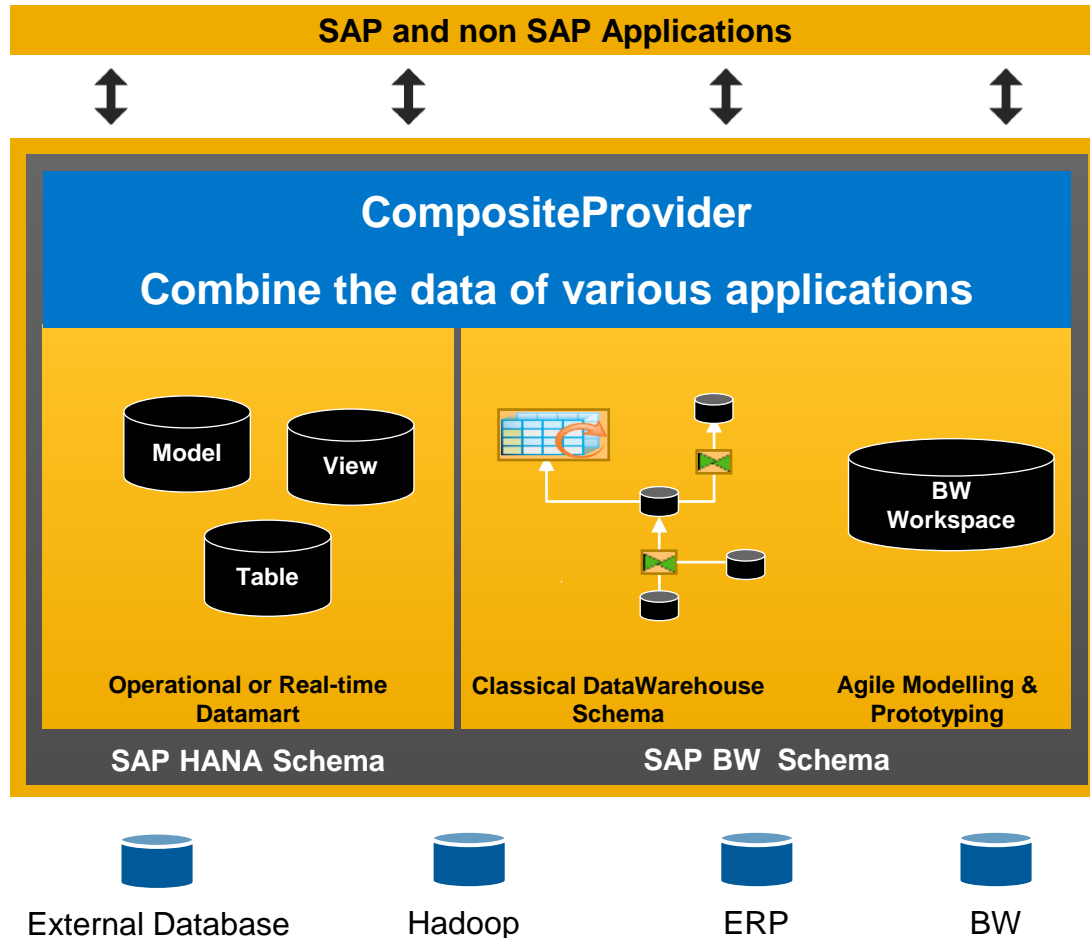 SAP and non SAP Applications
CompositeProvider
Combine the data of various applications
Model
View
Table
BW
Workspace
Operational or Real-time
Datamart
Classical DataWarehouse
Schema
Agile Modelling &
Prototyping
SAP HANA Schema
SAP BW Schema
External Database
Hadoop
ERP
BW